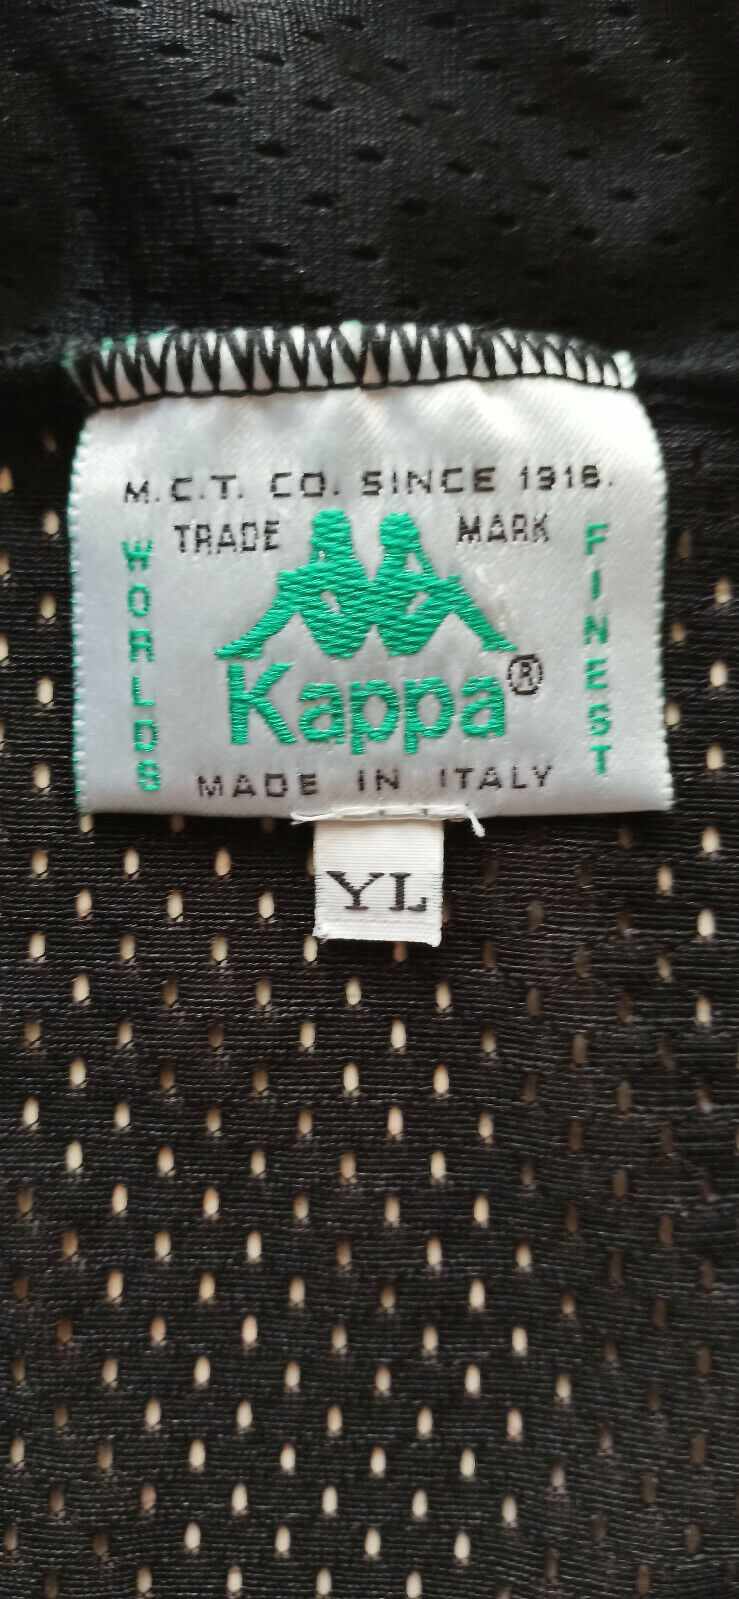 M.C.T. CO. SINCE 1916.
TRADE MARK
WORLDS
FINEST
Kappa®
MADE IN ITALY
YL